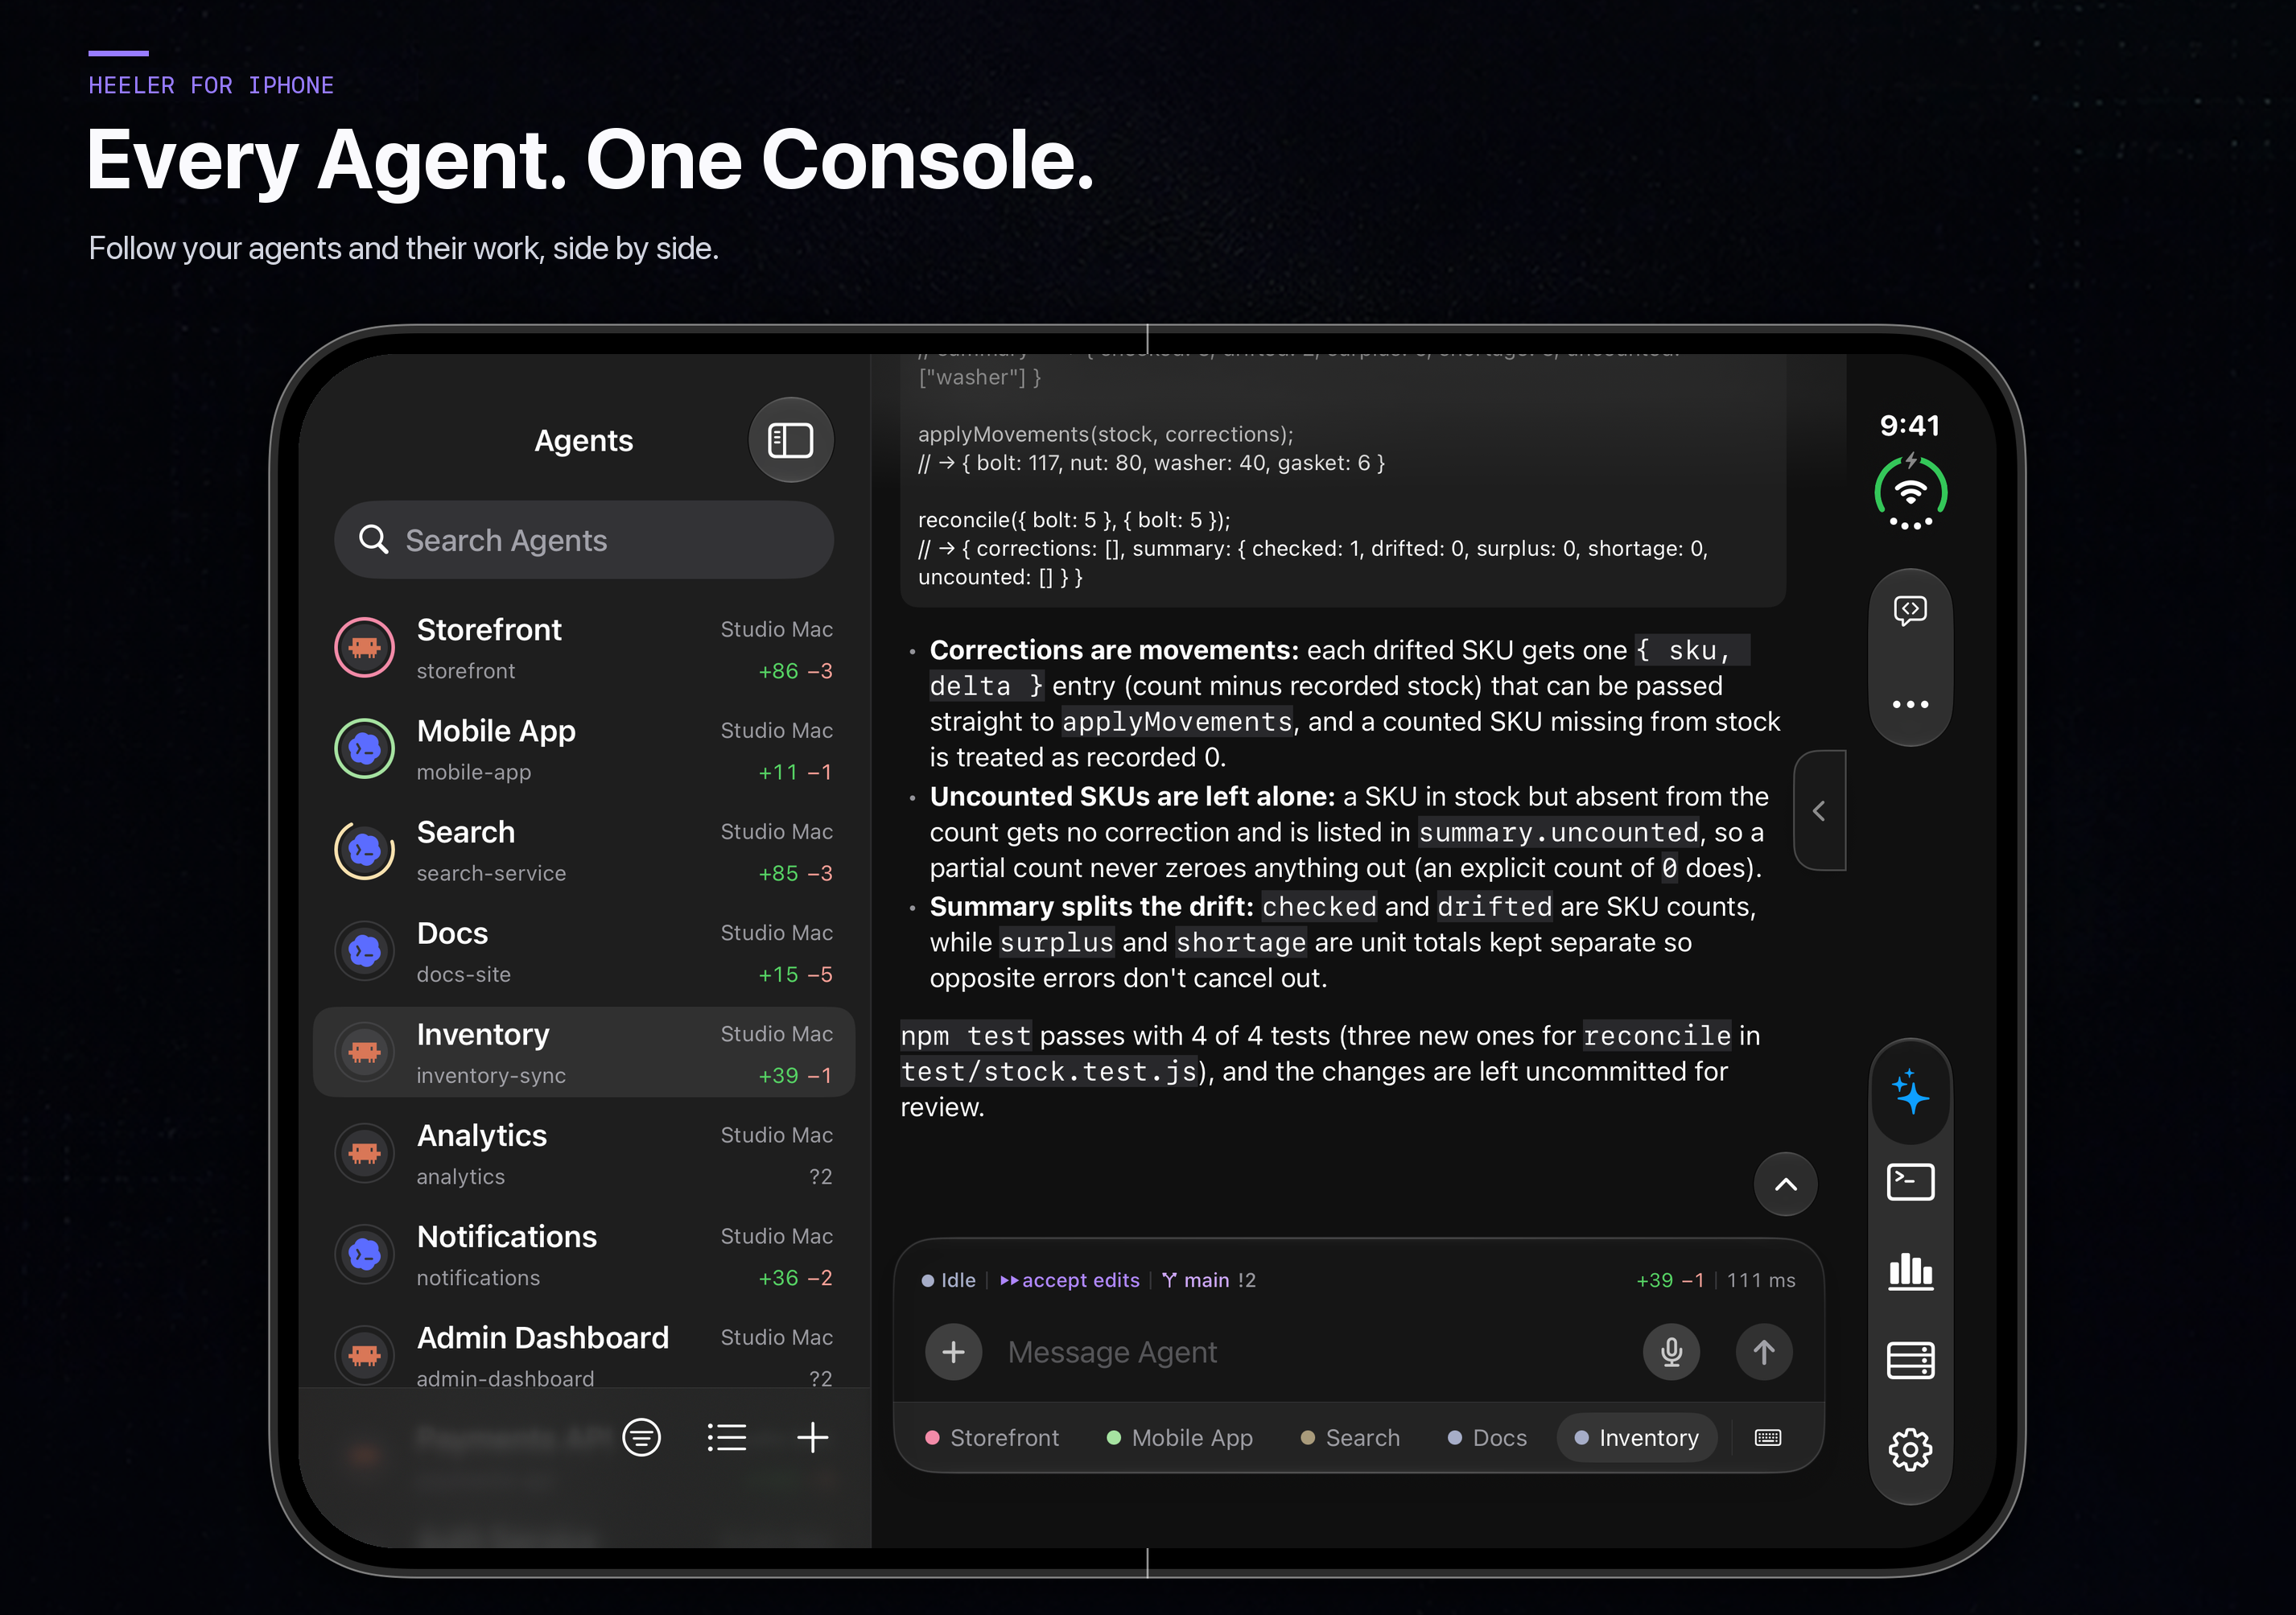 HEELER FOR IPHONE
Every Agent. One Console.
Follow your agents and their work, side by side.
Agents
Search Agents
Storefront
Studio Mac
storefront
+86 −3
Mobile App
Studio Mac
mobile-app
+11 −1
Search
Studio Mac
search-service
+85 −3
Docs
Studio Mac
docs-site
+15 −5
Inventory
Studio Mac
inventory-sync
+39 −1
Analytics
Studio Mac
analytics
?2
Notifications
Studio Mac
notifications
+36 −2
Admin Dashboard
Studio Mac
admin-dashboard
?2
["washer"] }
applyMovements(stock, corrections);
// → { bolt: 117, nut: 80, washer: 40, gasket: 6 }
reconcile({ bolt: 5 }, { bolt: 5 });
// → { corrections: [], summary: { checked: 1, drifted: 0, surplus: 0, shortage: 0,
uncounted: [] } }
• Corrections are movements: each drifted SKU gets one { sku,
delta } entry (count minus recorded stock) that can be passed
straight to applyMovements, and a counted SKU missing from stock
is treated as recorded 0.
• Uncounted SKUs are left alone: a SKU in stock but absent from the
count gets no correction and is listed in summary.uncounted, so a
partial count never zeroes anything out (an explicit count of 0 does).
• Summary splits the drift: checked and drifted are SKU counts,
while surplus and shortage are unit totals kept separate so
opposite errors don't cancel out.
npm test passes with 4 of 4 tests (three new ones for reconcile in
test/stock.test.js), and the changes are left uncommitted for
review.
Idle | accept edits | main !2
+39 −1 | 111 ms
Message Agent
Storefront Mobile App Search Docs Inventory
9:41